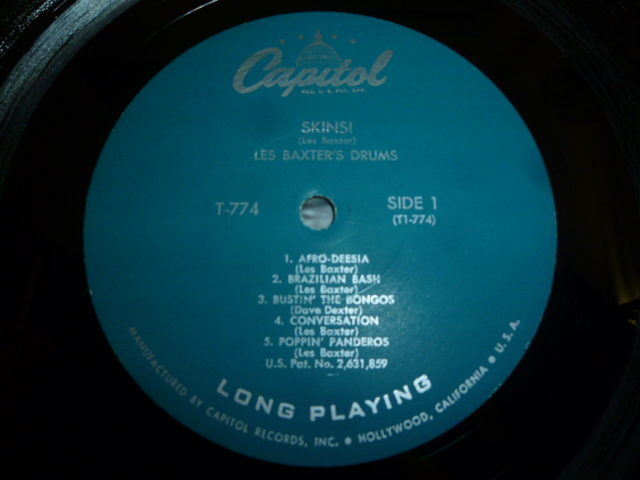 Capitol
REG. U.S. PAT. OFF.
SKINS!
(Les Baxter)
LES BAXTER'S DRUMS
T-774
SIDE 1
(T1-774)
1. AFRO-DEESIA
(Les Baxter)
2. BRAZILIAN BASH
(Les Baxter)
3. BUSTIN' THE BONGOS
(Dave Dexter)
4. CONVERSATION
(Les Baxter)
5. POPPIN' PANDEROS
(Les Baxter)
U.S. Pat. No. 2,631,859
LONG PLAYING
MANUFACTURED BY CAPITOL RECORDS, INC. • HOLLYWOOD, CALIFORNIA • U.S.A.